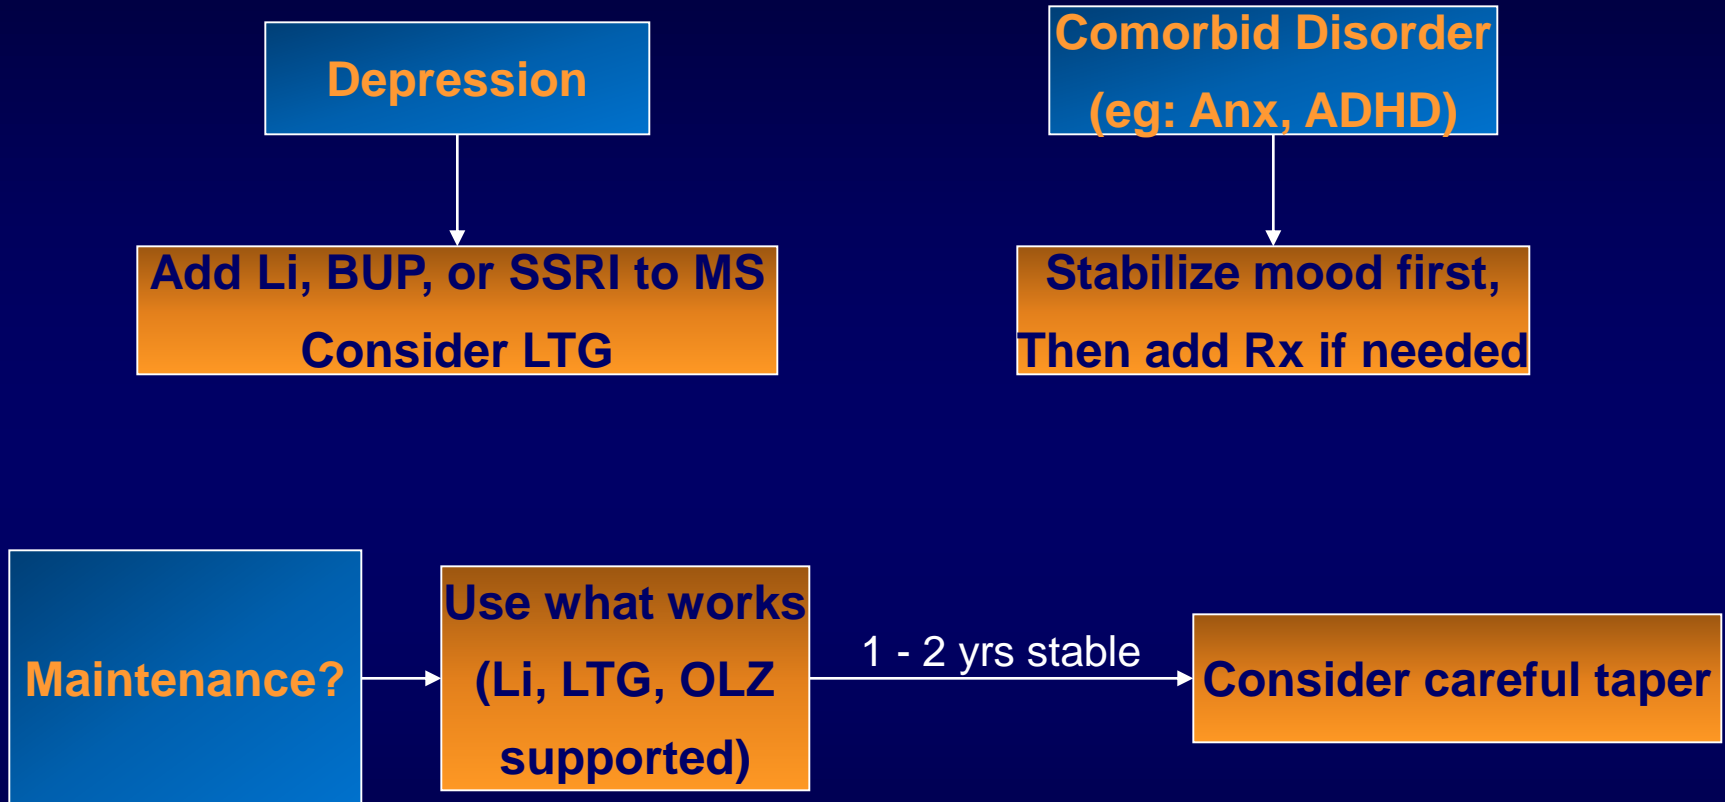 Depression
Comorbid Disorder
(eg: Anx, ADHD)
Add Li, BUP, or SSRI to MS
Consider LTG
Stabilize mood first,
Then add Rx if needed
Maintenance?
Use what works
(Li, LTG, OLZ
supported)
1 - 2 yrs stable
Consider careful taper